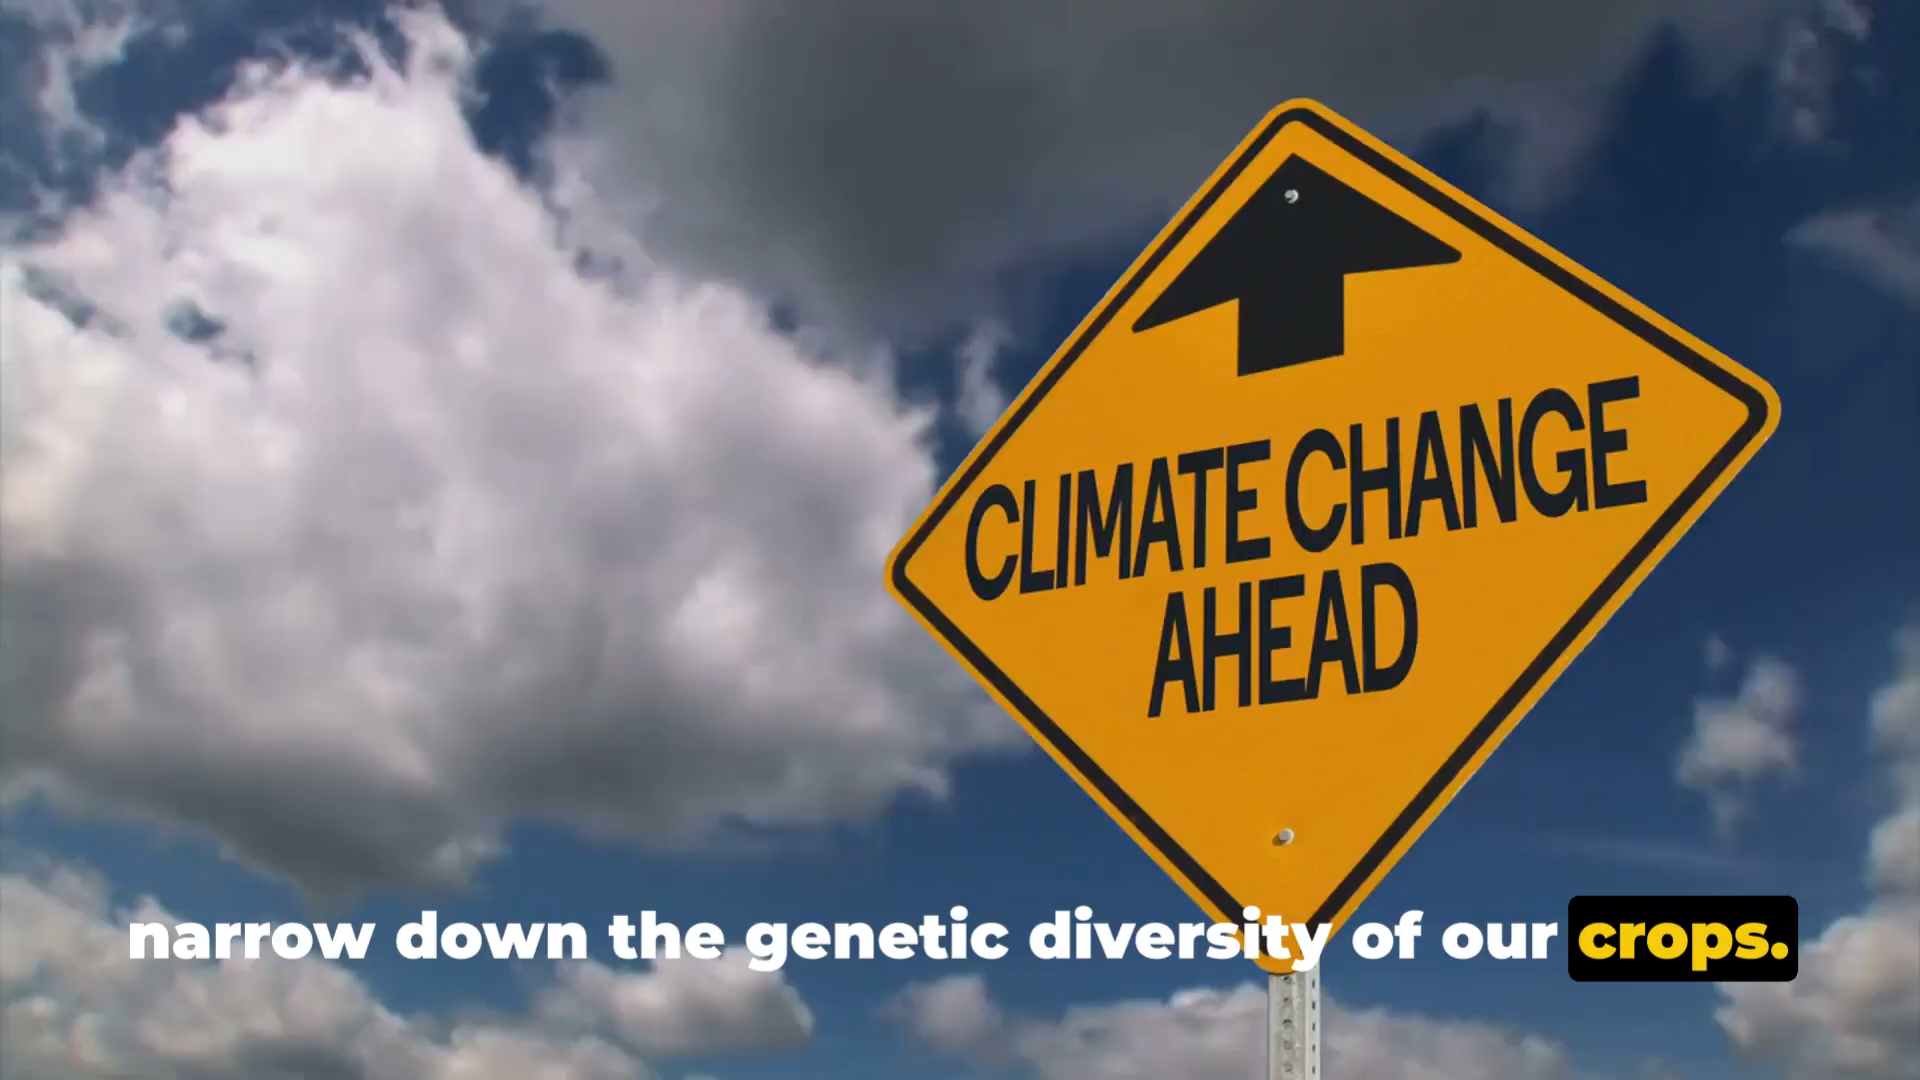 CLIMATE CHANGE
AHEAD
narrow down the genetic diversity of our crops.